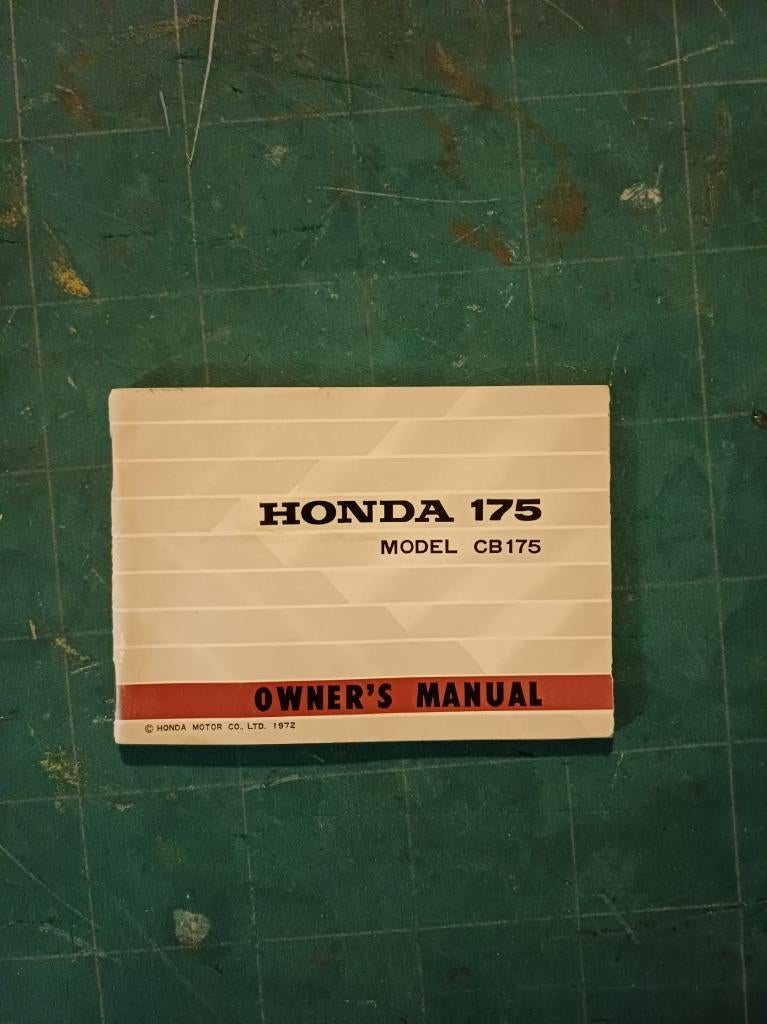 HONDA 175
MODEL CB175
OWNER'S MANUAL
© HONDA MOTOR CO., LTD. 1972